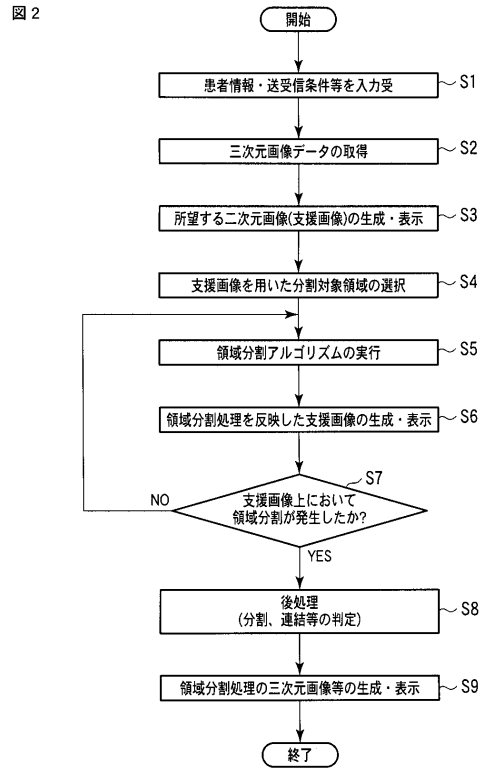 図2
開始
患者情報・送受信条件等を入力受
S1
三次元画像データの取得
S2
所望する二次元画像(支援画像)の生成・表示
S3
支援画像を用いた分割対象領域の選択
S4
領域分割アルゴリズムの実行
S5
領域分割処理を反映した支援画像の生成・表示
S6
S7
支援画像上において
領域分割が発生したか?
NO
YES
後処理
(分割、連結等の判定)
S8
領域分割処理の三次元画像等の生成・表示
S9
終了